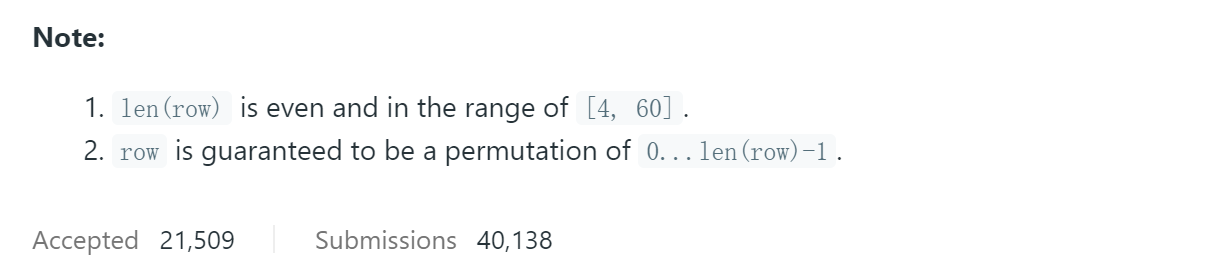 Note:
1. len(row) is even and in the range of [4, 60].
2. row is guaranteed to be a permutation of 0...len(row)-1.
Accepted 21,509 Submissions 40,138